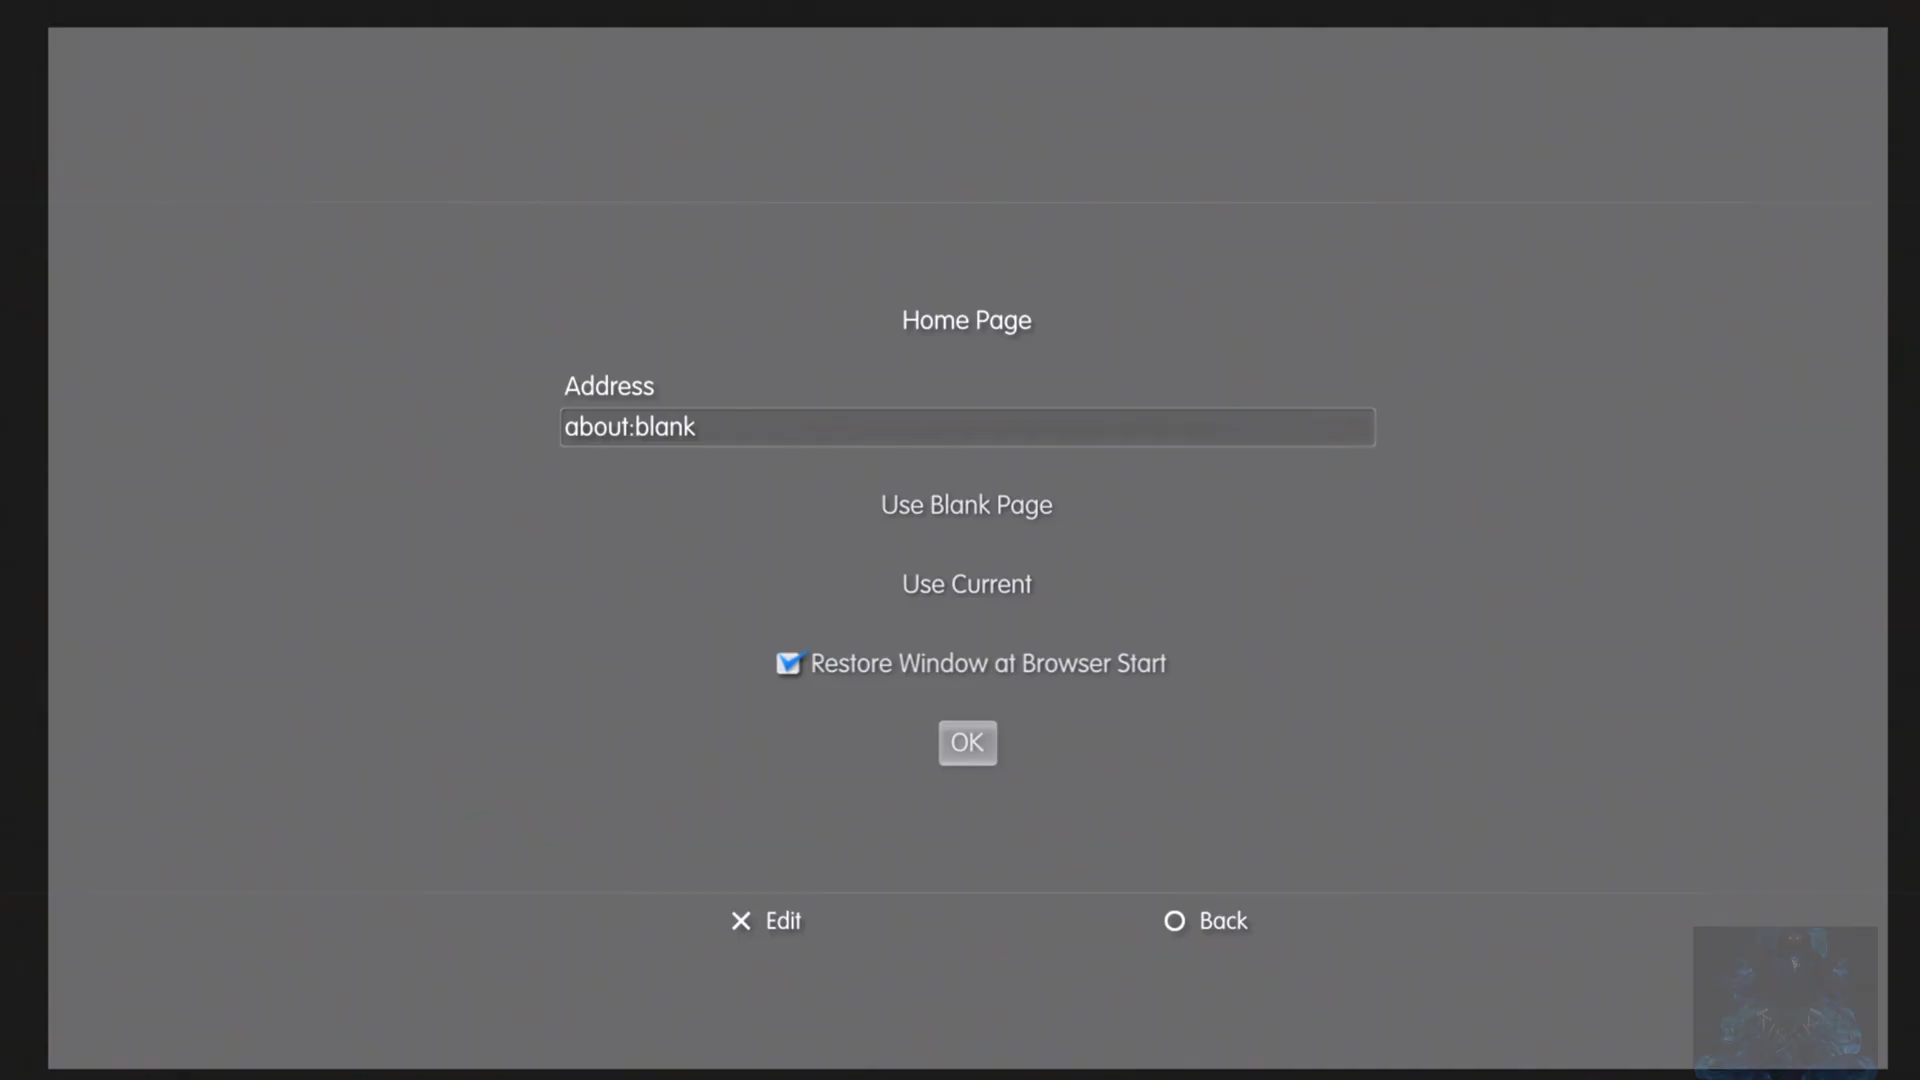 Home Page
Address
about:blank
Use Blank Page
Use Current
Restore Window at Browser Start
OK
Edit
Back